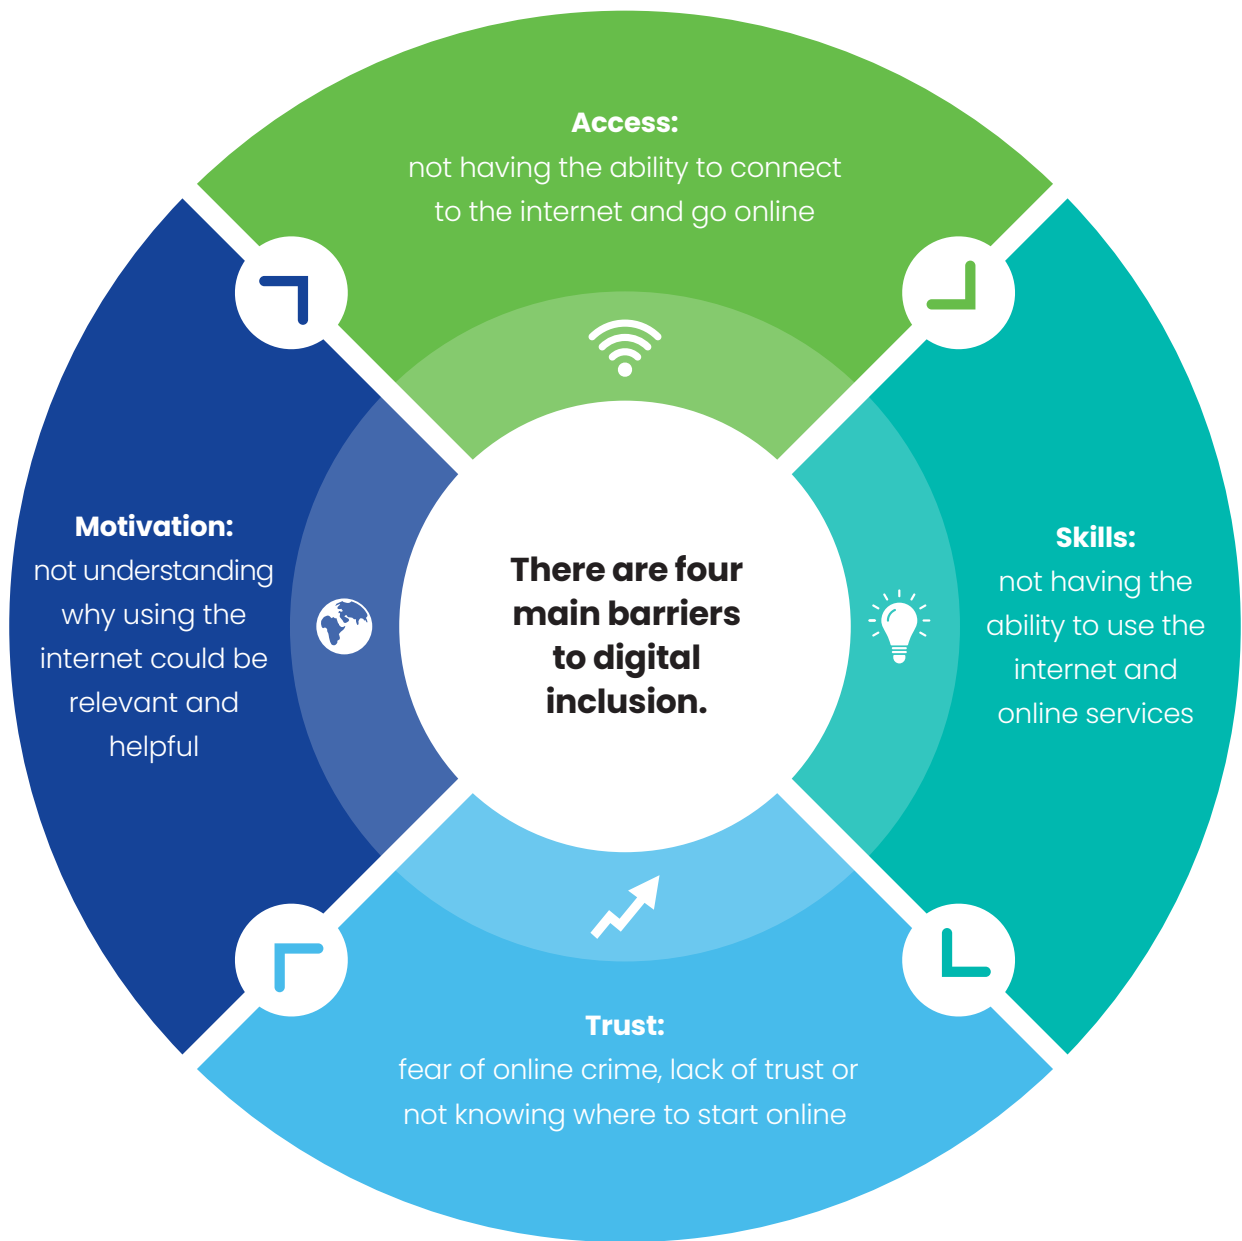 Access:
not having the ability to connect
to the internet and go online
Motivation:
not understanding
why using the
internet could be
relevant and
helpful
There are four
main barriers
to digital
inclusion.
Skills:
not having the
ability to use the
internet and
online services
Trust:
fear of online crime, lack of trust or
not knowing where to start online